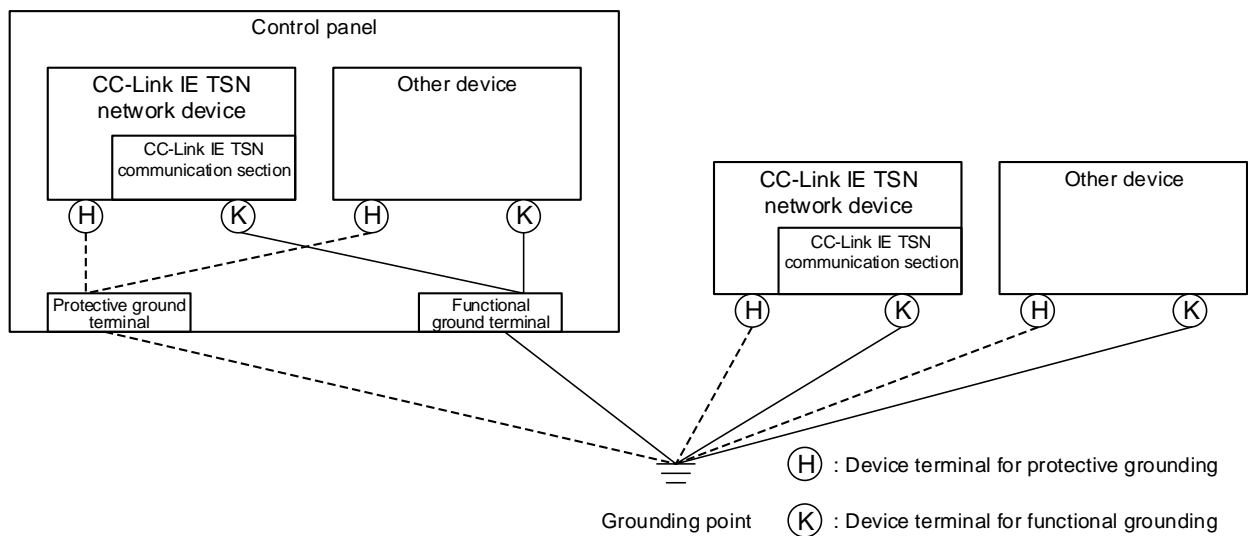 Control panel
CC-Link IE TSN
network device
CC-Link IE TSN
communication section
Other device
H
K
H
K
Protective ground
terminal
Functional
ground terminal
CC-Link IE TSN
network device
CC-Link IE TSN
communication section
Other device
H
K
H
K
Grounding point
H : Device terminal for protective grounding
K : Device terminal for functional grounding